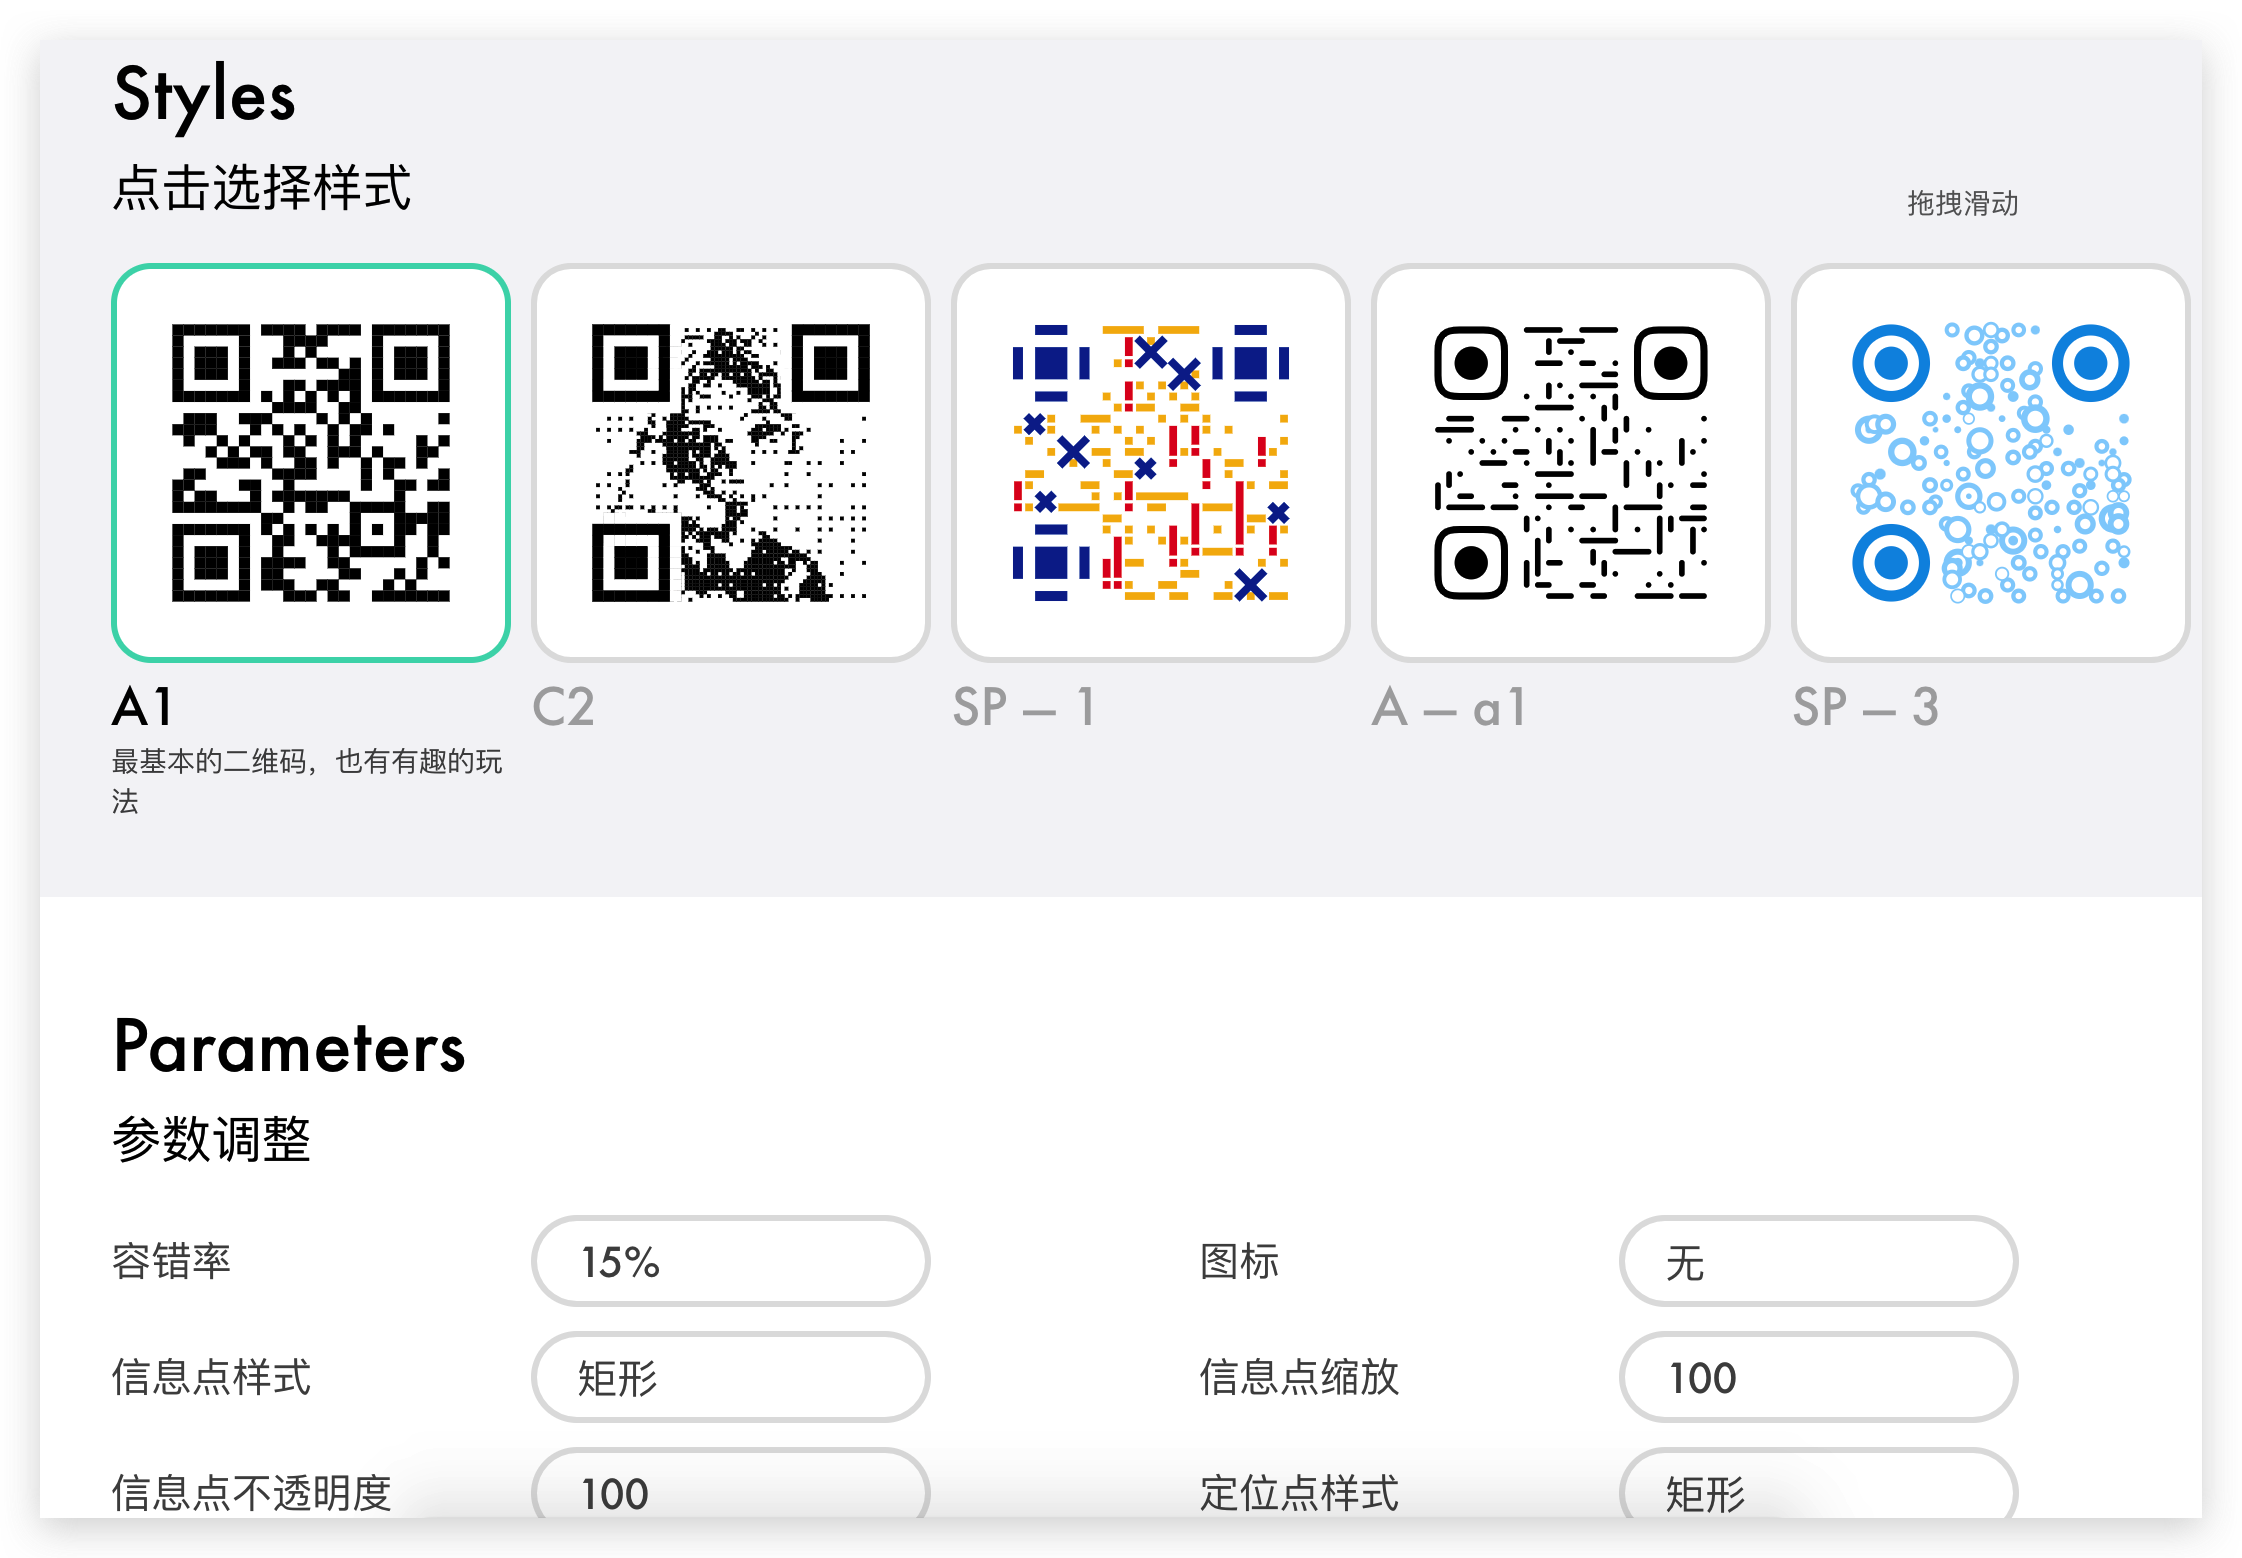 Styles
点击选择样式
拖拽滑动
A1
C2
SP – 1
A – a1
SP – 3
最基本的二维码，也有有趣的玩
法
Parameters
参数调整
容错率
15%
图标
无
信息点样式
矩形
信息点缩放
100
信息点不透明度
100
定位点样式
矩形